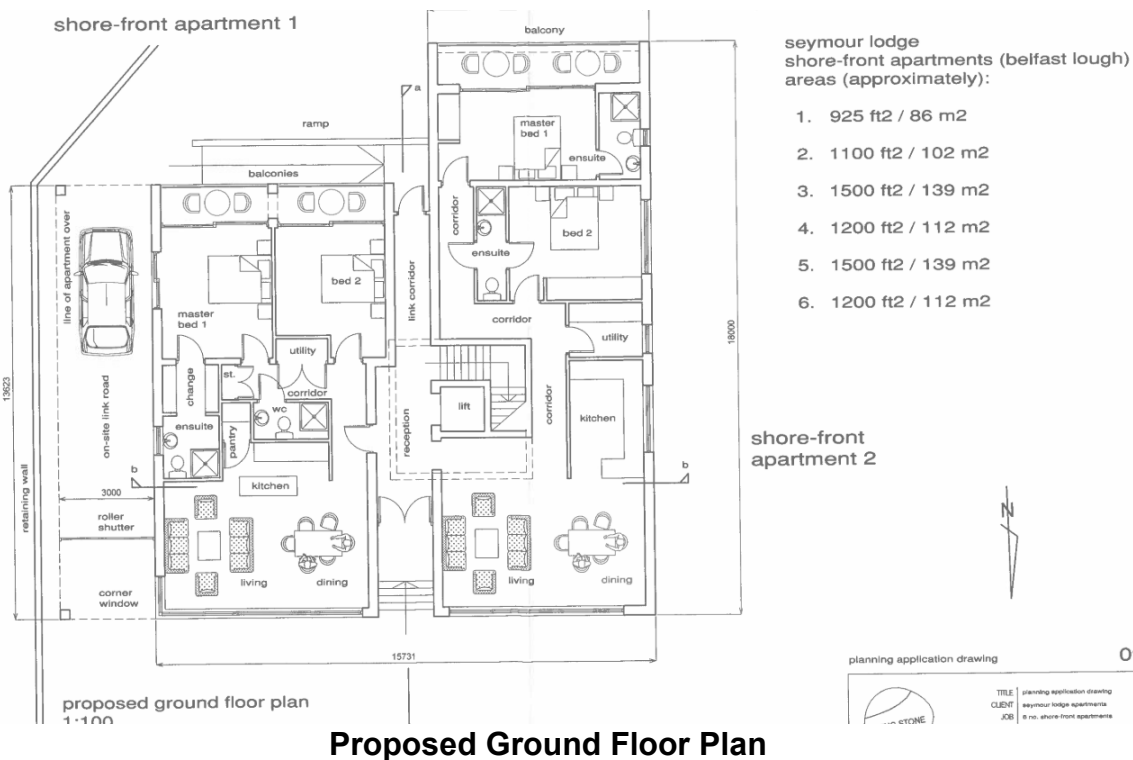 shore-front apartment 1
balcony
seymour lodge
shore-front apartments (belfast lough)
areas (approximately):
1. 925 ft2 / 86 m2
2. 1100 ft2 / 102 m2
3. 1500 ft2 / 139 m2
4. 1200 ft2 / 112 m2
5. 1500 ft2 / 139 m2
6. 1200 ft2 / 112 m2
a
ramp
master
bed 1
ensuite
balconies
line of apartment over
corridor
ensuite
bed 2
link corridor
bed 2
master
bed 1
corridor
utility
18000
13623
on-site link road
change
st.
utility
corridor
wc
ensuite
pantry
reception
lift
corridor
kitchen
shore-front
apartment 2
retaining wall
b
3000
kitchen
b
N
roller
shutter
living
dining
living
dining
corner
window
15731
planning application drawing
proposed ground floor plan
1:100
TITLE planning application drawing
CLIENT seymour lodge apartments
JOB 6 no. shore-front apartments
STONE
Proposed Ground Floor Plan